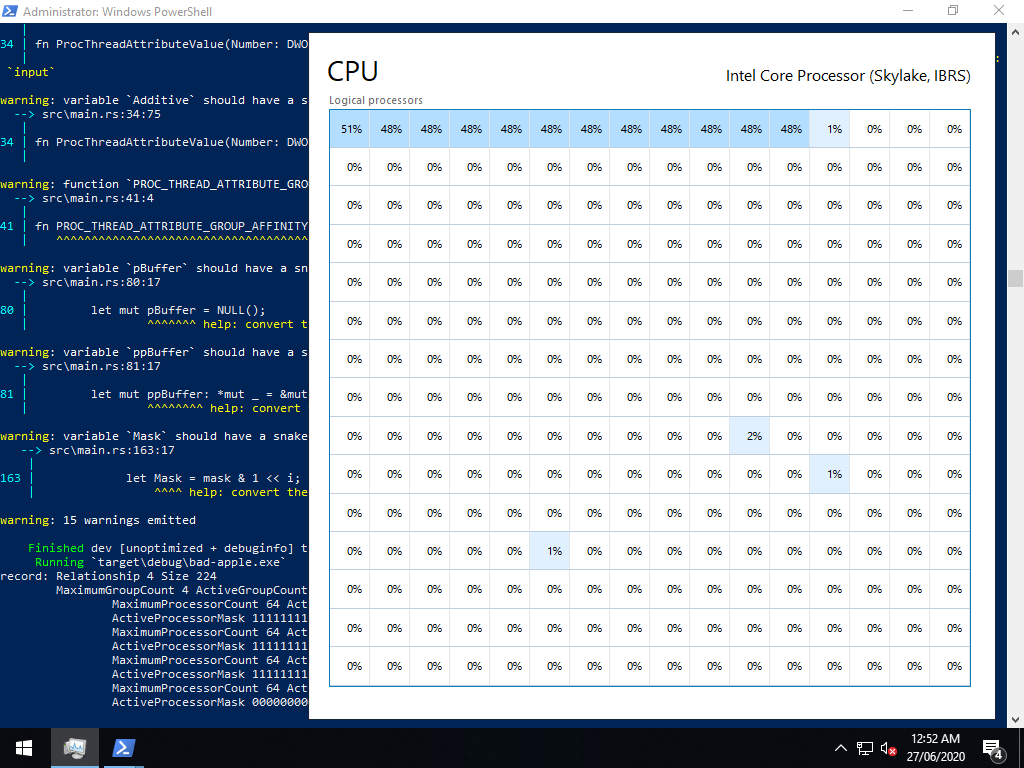 Administrator: Windows PowerShell
|
34 | fn ProcThreadAttributeValue(Number: DWO
|
`input`
warning: variable `Additive` should have a s
--> src\main.rs:34:75
|
34 | fn ProcThreadAttributeValue(Number: DWO
|
warning: function `PROC_THREAD_ATTRIBUTE_GRO
--> src\main.rs:41:4
|
41 | fn PROC_THREAD_ATTRIBUTE_GROUP_AFFINITY
| ^^^^^^^^^^^^^^^^^^^^^^^^^^^^^^^^^^^^
warning: variable `pBuffer` should have a sn
--> src\main.rs:80:17
|
80 | let mut pBuffer = NULL();
| ^^^^^^^ help: convert t
warning: variable `ppBuffer` should have a s
--> src\main.rs:81:17
|
81 | let mut ppBuffer: *mut _ = &mut
| ^^^^^^^^ help: convert
warning: variable `Mask` should have a snake
--> src\main.rs:163:17
|
163 | let Mask = mask & 1 << i;
| ^^^^ help: convert the
warning: 15 warnings emitted
Finished dev [unoptimized + debuginfo] t
Running `target\debug\bad-apple.exe`
record: Relationship 4 Size 224
MaximumGroupCount 4 ActiveGroupCount
MaximumProcessorCount 64 Act
ActiveProcessorMask 11111111
MaximumProcessorCount 64 Act
ActiveProcessorMask 11111111
MaximumProcessorCount 64 Act
ActiveProcessorMask 11111111
MaximumProcessorCount 64 Act
ActiveProcessorMask 00000000
:
CPU
Intel Core Processor (Skylake, IBRS)
Logical processors
51% 48% 48% 48% 48% 48% 48% 48% 48% 48% 48% 48% 1% 0% 0% 0%
0% 0% 0% 0% 0% 0% 0% 0% 0% 0% 0% 0% 0% 0% 0% 0%
0% 0% 0% 0% 0% 0% 0% 0% 0% 0% 0% 0% 0% 0% 0% 0%
0% 0% 0% 0% 0% 0% 0% 0% 0% 0% 0% 0% 0% 0% 0% 0%
0% 0% 0% 0% 0% 0% 0% 0% 0% 0% 0% 0% 0% 0% 0% 0%
0% 0% 0% 0% 0% 0% 0% 0% 0% 0% 0% 0% 0% 0% 0% 0%
0% 0% 0% 0% 0% 0% 0% 0% 0% 0% 0% 0% 0% 0% 0% 0%
0% 0% 0% 0% 0% 0% 0% 0% 0% 0% 0% 0% 0% 0% 0% 0%
0% 0% 0% 0% 0% 0% 0% 0% 0% 0% 2% 0% 0% 0% 0% 0%
0% 0% 0% 0% 0% 0% 0% 0% 0% 0% 0% 0% 1% 0% 0% 0%
0% 0% 0% 0% 0% 0% 0% 0% 0% 0% 0% 0% 0% 0% 0% 0%
0% 0% 0% 0% 0% 1% 0% 0% 0% 0% 0% 0% 0% 0% 0% 0%
0% 0% 0% 0% 0% 0% 0% 0% 0% 0% 0% 0% 0% 0% 0% 0%
0% 0% 0% 0% 0% 0% 0% 0% 0% 0% 0% 0% 0% 0% 0% 0%
0% 0% 0% 0% 0% 0% 0% 0% 0% 0% 0% 0% 0% 0% 0% 0%
12:52 AM
27/06/2020
4